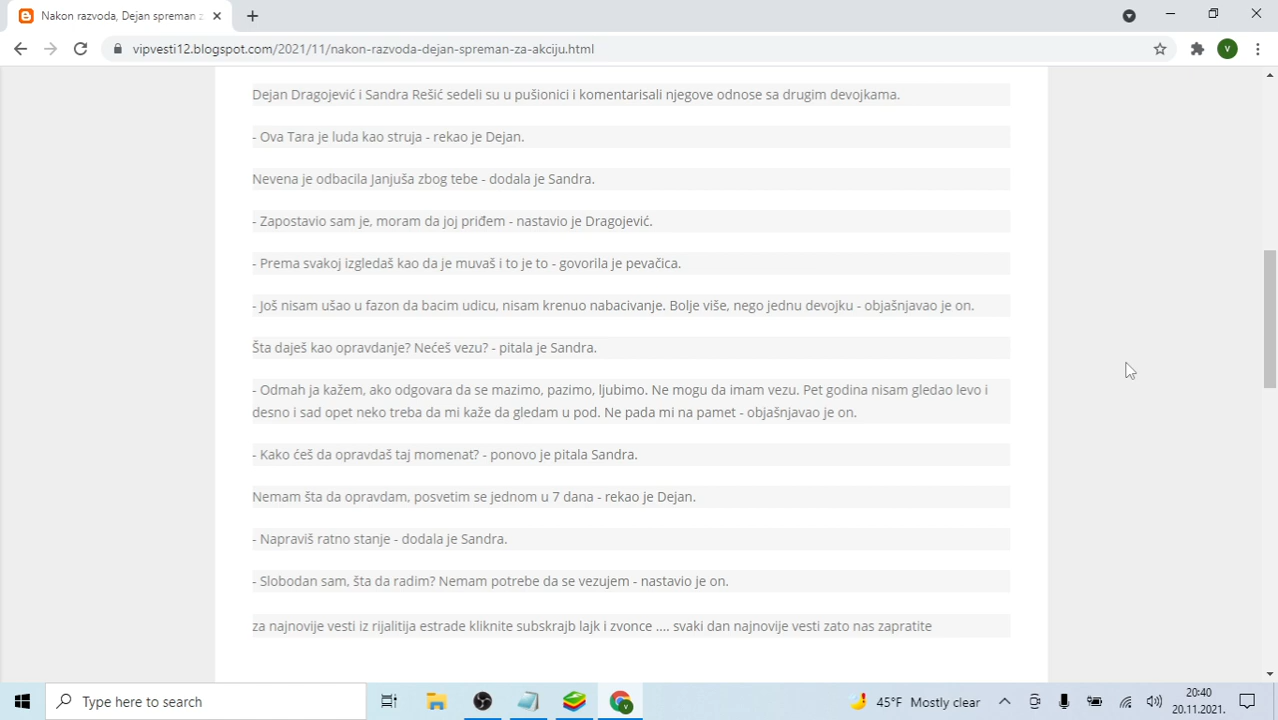 Nakon razvoda, Dejan spreman z
vipvesti12.blogspot.com/2021/11/nakon-razvoda-dejan-spreman-za-akciju.html
V
Dejan Dragojević i Sandra Rešić sedeli su u pušionici i komentarisali njegove odnose sa drugim devojkama.
- Ova Tara je luda kao struja - rekao je Dejan.
Nevena je odbacila Janjuša zbog tebe - dodala je Sandra.
- Zapostavio sam je, moram da joj priđem - nastavio je Dragojević.
- Prema svakoj izgledaš kao da je muvaš i to je to - govorila je pevačica.
- Još nisam ušao u fazon da bacim udicu, nisam krenuo nabacivanje. Bolje više, nego jednu devojku - objašnjavao je on.
Šta daješ kao opravdanje? Nećeš vezu? - pitala je Sandra.
- Odmah ja kažem, ako odgovara da se mazimo, pazimo, ljubimo. Ne mogu da imam vezu. Pet godina nisam gledao levo i
desno i sad opet neko treba da mi kaže da gledam u pod. Ne pada mi na pamet - objašnjavao je on.
- Kako ćeš da opravdaš taj momenat? - ponovo je pitala Sandra.
Nemam šta da opravdam, posvetim se jednom u 7 dana - rekao je Dejan.
- Napraviš ratno stanje - dodala je Sandra.
- Slobodan sam, šta da radim? Nemam potrebe da se vezujem - nastavio je on.
za najnovije vesti iz rijalitija estrade kliknite subskrajb lajk i zvonce .... svaki dan najnovije vesti zato nas zapratite
Type here to search
45°F Mostly clear
20:40
20.11.2021.